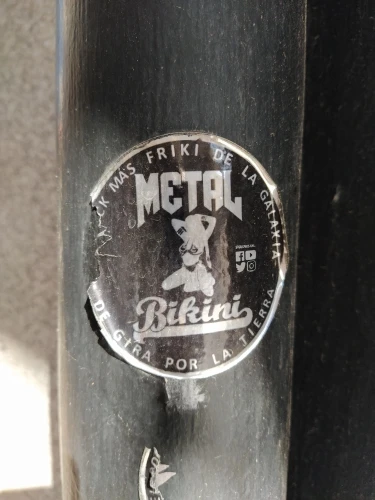 MÁS FRIKI DE LA GALAXIA
METAL
Bikini
DE GIRA POR LA TIERRA